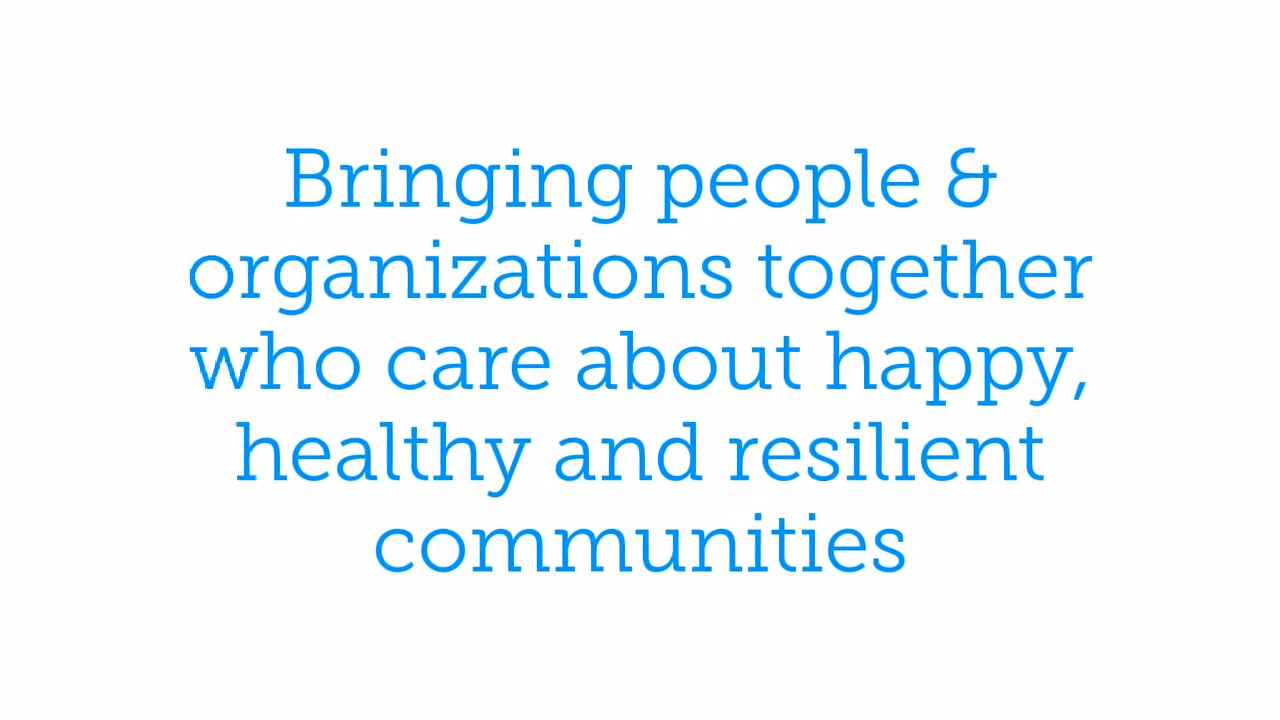 Bringing people &
organizations together
who care about happy,
healthy and resilient
communities